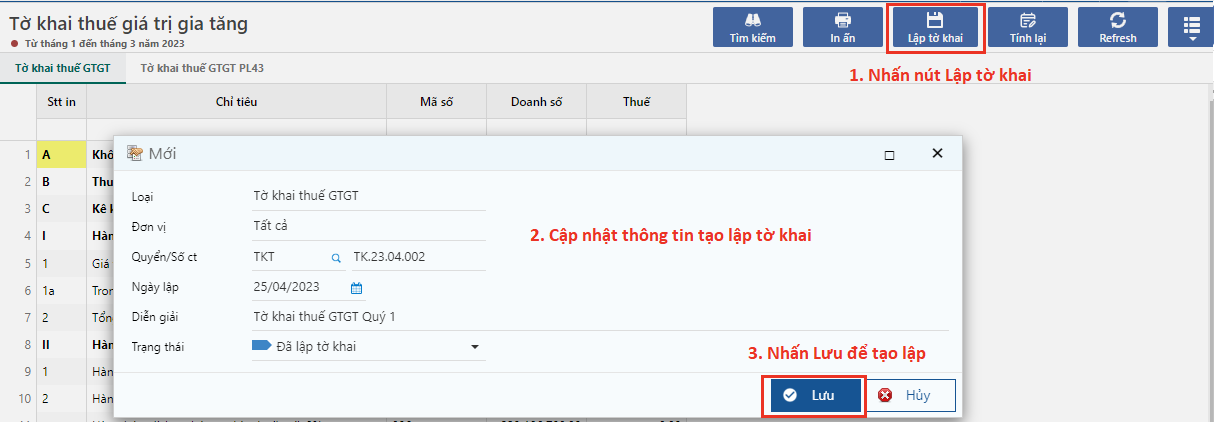 Tờ khai thuế giá trị gia tăng
Từ tháng 1 đến tháng 3 năm 2023
Tìm kiếm
In ấn
Lập tờ khai
Tính lại
Refresh
Tờ khai thuế GTGT
Tờ khai thuế GTGT PL43
1. Nhấn nút Lập tờ khai
Stt in
Chỉ tiêu
Mã số
Doanh số
Thuế
1 A Khô
2 B Thu
3 C Kê k
4 I Hàn
5 1 Giá
6 1a Tron
7 2 Tổn
8 II Hàn
9 1 Hàn
10 2 Hàn
Mới
Loại Tờ khai thuế GTGT
Đơn vị Tất cả
2. Cập nhật thông tin tạo lập tờ khai
Quyển/Số ct TKT TK.23.04.002
Ngày lập 25/04/2023
Diễn giải Tờ khai thuế GTGT Quý 1
Trạng thái Đã lập tờ khai
3. Nhấn Lưu để tạo lập
Lưu
Hủy